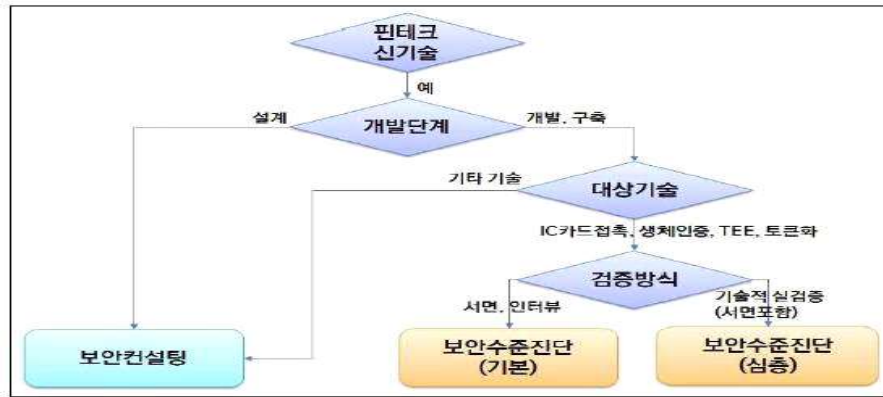 핀테크
신기술
예
설계
개발단계
개발, 구축
기타 기술
대상기술
IC카드접촉, 생체인증, TEE, 토큰화
검증방식
서면, 인터뷰
기술적 실검증
(서면포함)
보안컨설팅
보안수준진단
(기본)
보안수준진단
(심층)